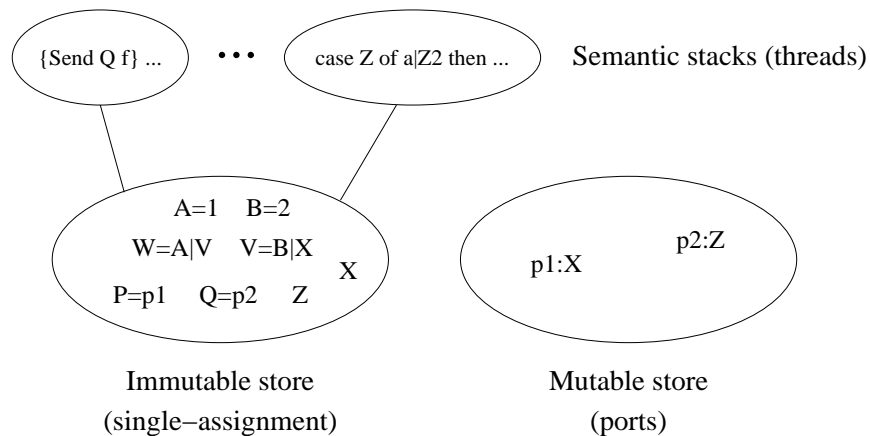 {Send Q f} ...
...
case Z of a|Z2 then ...
Semantic stacks (threads)
A=1 B=2
W=A|V V=B|X
X
P=p1 Q=p2 Z
p1:X
p2:Z
Immutable store
(single−assignment)
Mutable store
(ports)